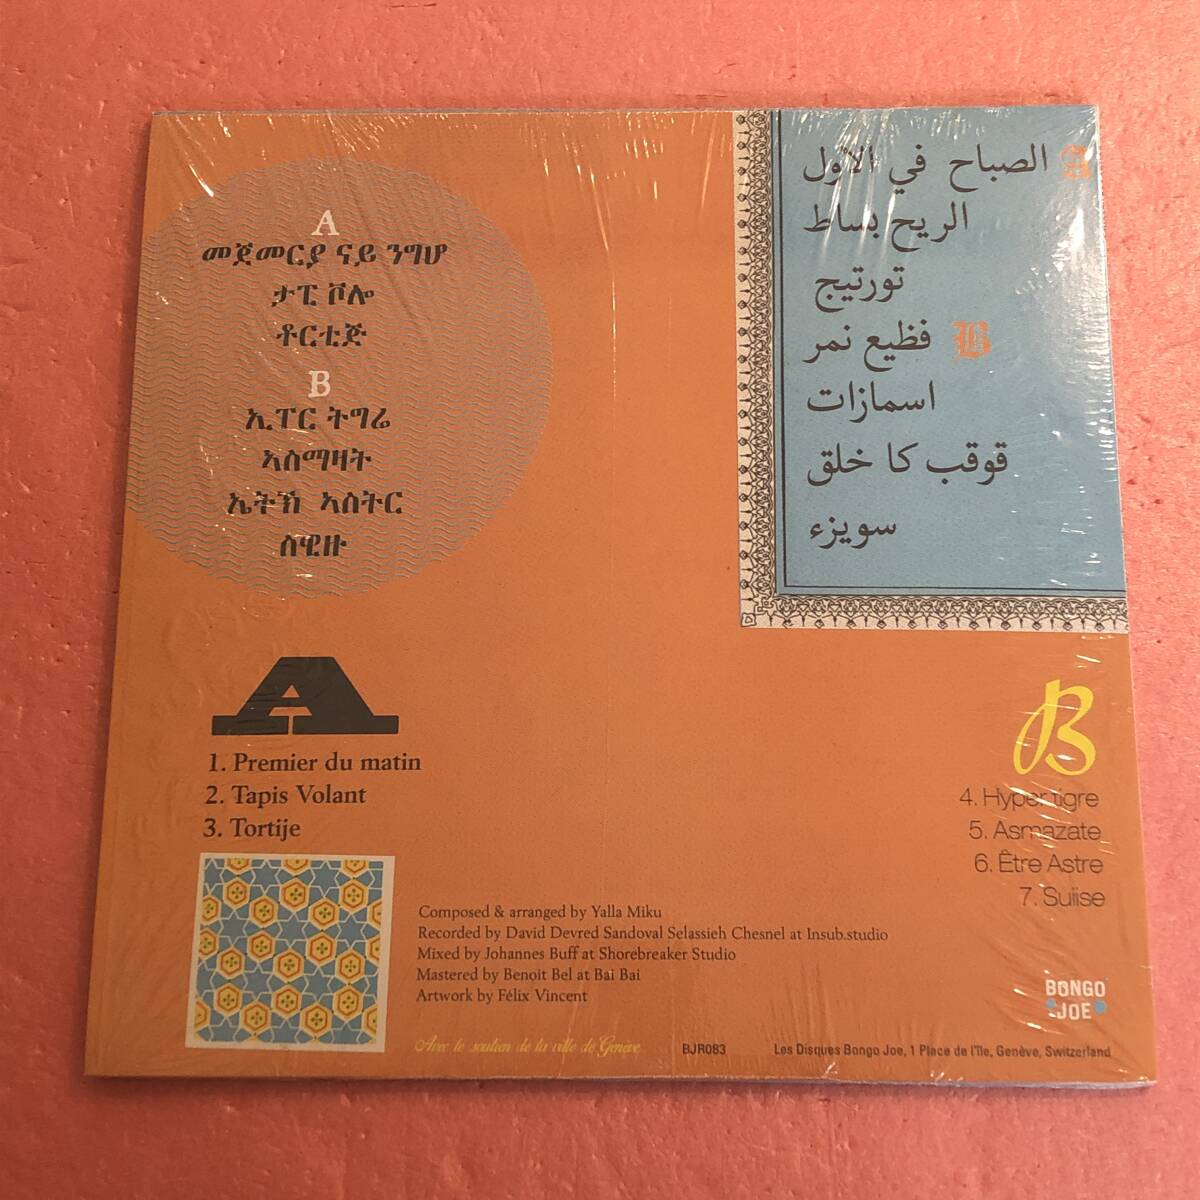 A
መጀመርያ ናይ ንግሆ
ታፒ ቮሎ
ቶርቲጅ
B
ኢፐር ትግሬ
ኣስማዛት
ኤትኽ ኣስትር
ስዊዙ
الصباح في الاول
الريح بساط
تورتيج
فظيع نمر B
اسمازات
قوقب كا خلق
سويزء
A
1. Premier du matin
2. Tapis Volant
3. Tortije
B
4. Hyper tigre
5. Asmazate
6. Être Astre
7. Suiise
Composed & arranged by Yalla Miku
Recorded by David Devred Sandoval Selassieh Chesnel at Insub.studio
Mixed by Johannes Buff at Shorebreaker Studio
Mastered by Benoit Bel at Bai Bai
Artwork by Félix Vincent
Avec le soutien de la ville de Genève
BJR083
Les Disques Bongo Joe, 1 Place de l'île, Genève, Switzerland
BONGO
JOE